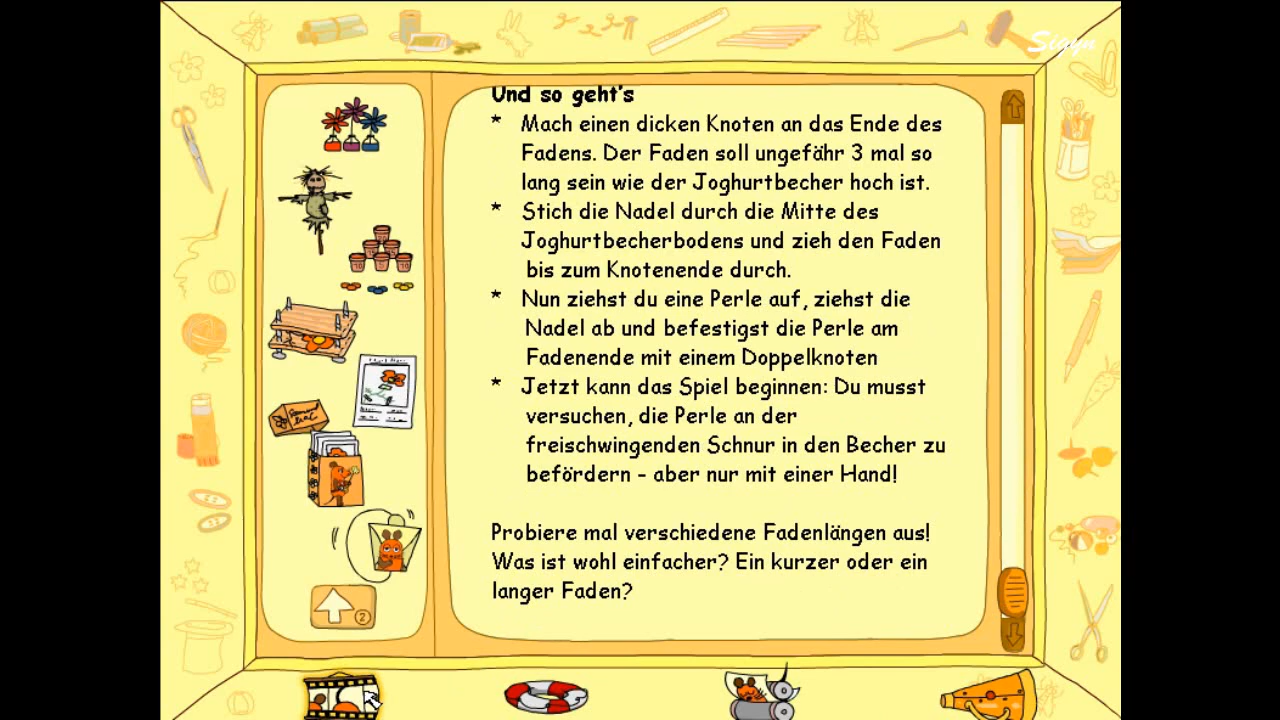 Sigyn
Und so geht's
* Mach einen dicken Knoten an das Ende des
Fadens. Der Faden soll ungefähr 3 mal so
lang sein wie der Joghurtbecher hoch ist.
* Stich die Nadel durch die Mitte des
Joghurtbecherbodens und zieh den Faden
bis zum Knotenende durch.
* Nun ziehst du eine Perle auf, ziehst die
Nadel ab und befestigst die Perle am
Fadenende mit einem Doppelknoten
* Jetzt kann das Spiel beginnen: Du musst
versuchen, die Perle an der
freischwingenden Schnur in den Becher zu
befördern - aber nur mit einer Hand!
Probiere mal verschiedene Fadenlängen aus!
Was ist wohl einfacher? Ein kurzer oder ein
langer Faden?
2